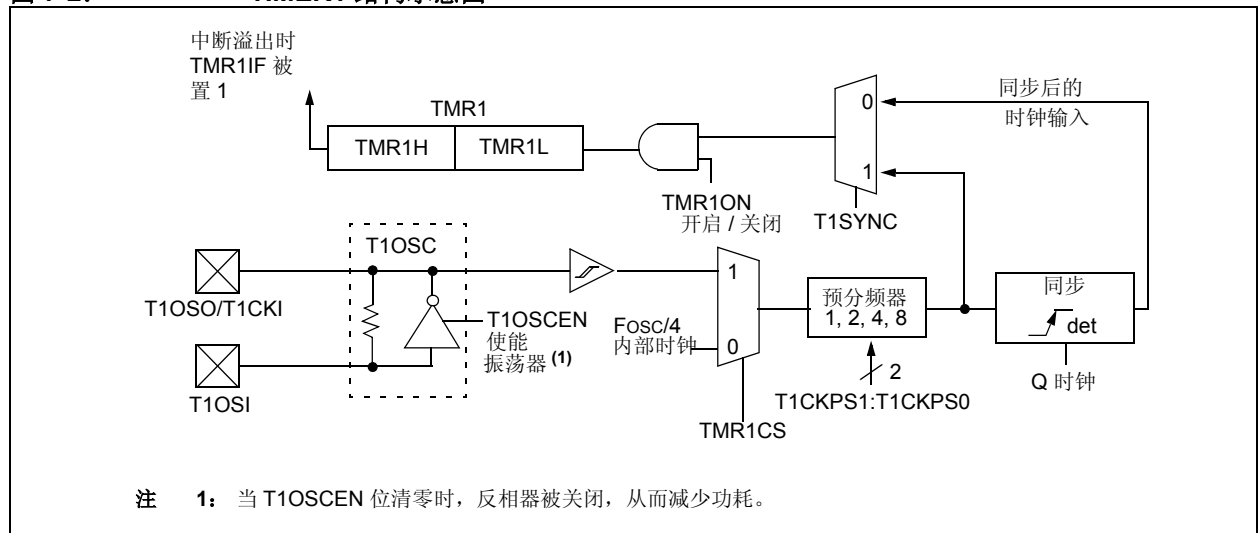 中断溢出时
TMR1IF 被
置 1
TMR1
TMR1H
TMR1L
0
1
同步后的
时钟输入
TMR1ON
开启 / 关闭
T1SYNC
T1OSC
T1OSO/T1CKI
T1OSI
T1OSCEN
使能
振荡器 (1)
1
FOSC/4
内部时钟
0
TMR1CS
预分频器
1, 2, 4, 8
2
T1CKPS1:T1CKPS0
同步
det
Q 时钟
注 1: 当 T1OSCEN 位清零时，反相器被关闭，从而减少功耗。